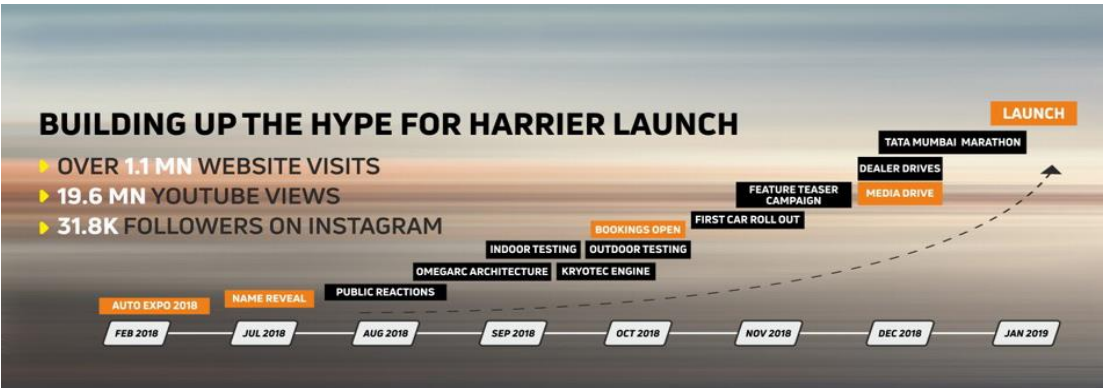 BUILDING UP THE HYPE FOR HARRIER LAUNCH
OVER 1.1 MN WEBSITE VISITS
19.6 MN YOUTUBE VIEWS
31.8K FOLLOWERS ON INSTAGRAM
LAUNCH
TATA MUMBAI MARATHON
DEALER DRIVES
MEDIA DRIVE
FEATURE TEASER
CAMPAIGN
FIRST CAR ROLL OUT
BOOKINGS OPEN
INDOOR TESTING
OUTDOOR TESTING
OMEGARC ARCHITECTURE
KRYOTEC ENGINE
PUBLIC REACTIONS
NAME REVEAL
AUTO EXPO 2018
FEB 2018
JUL 2018
AUG 2018
SEP 2018
OCT 2018
NOV 2018
DEC 2018
JAN 2019